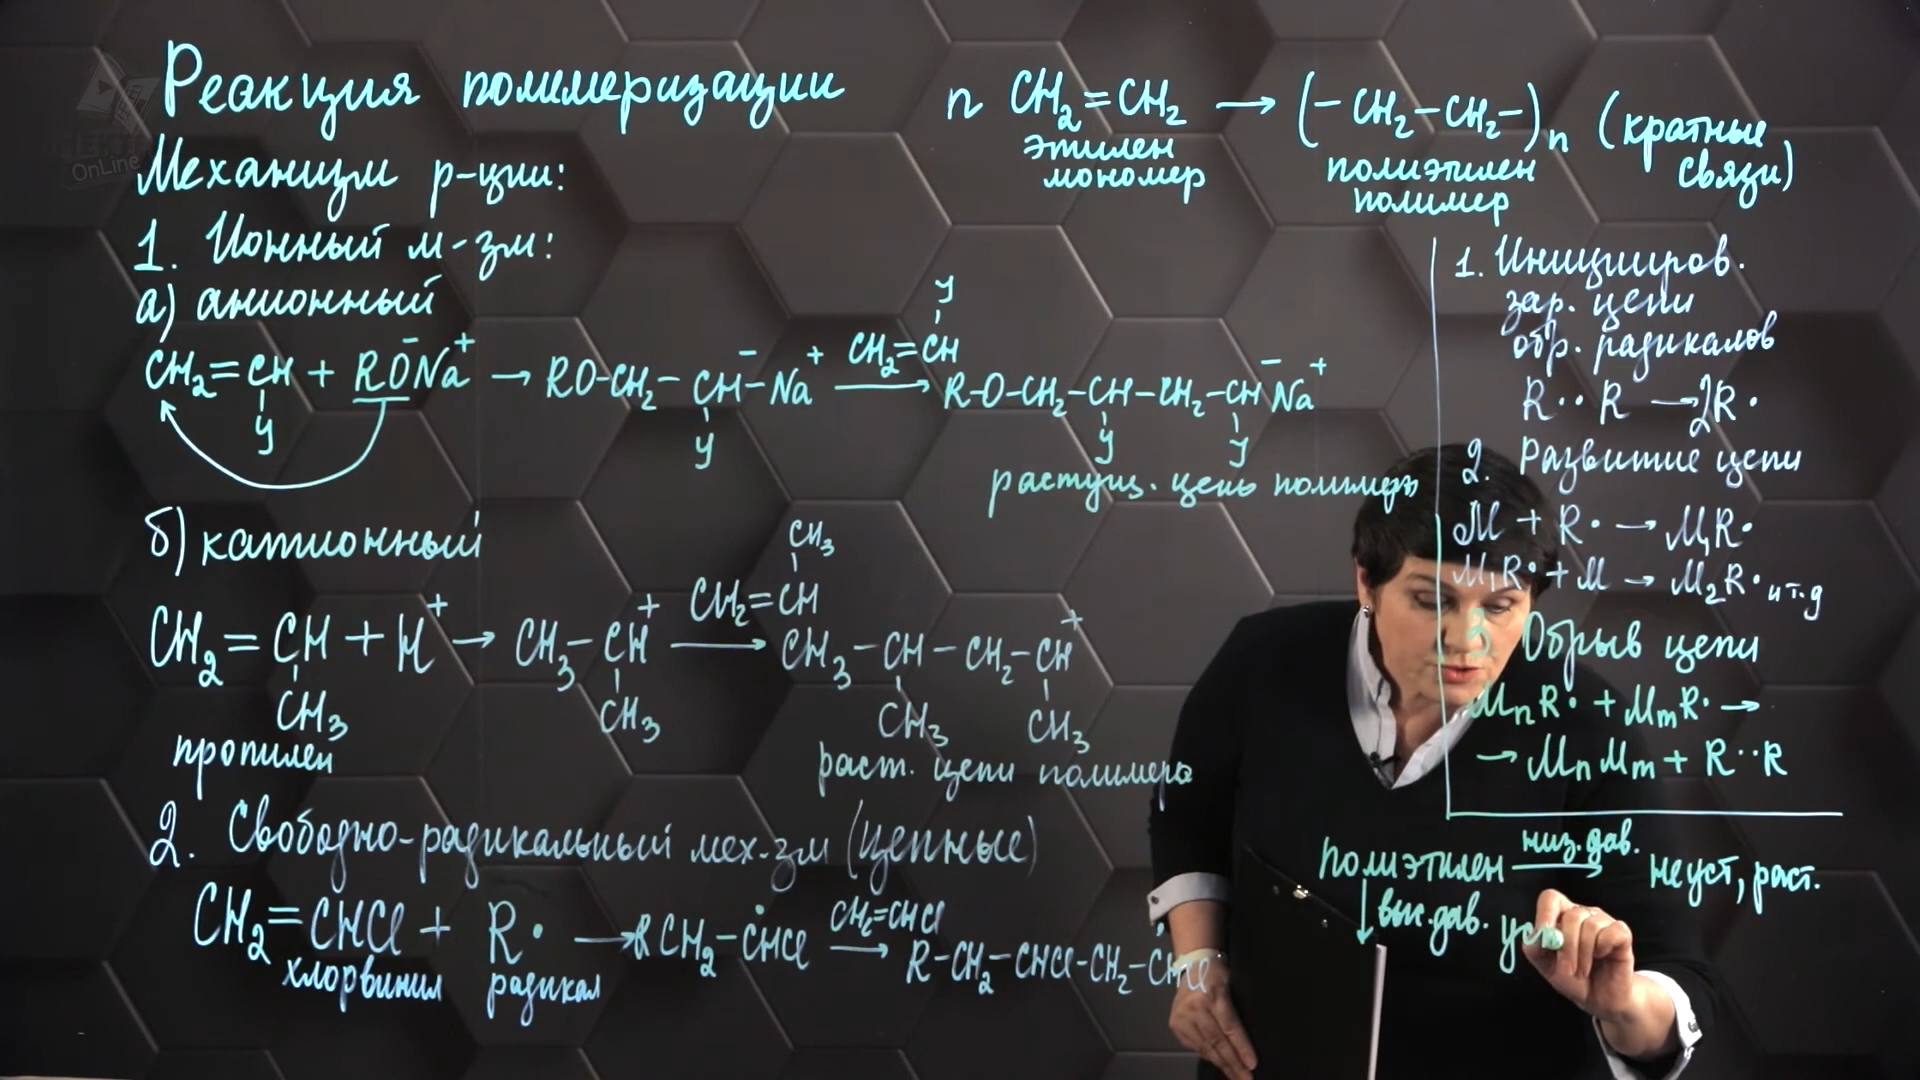 Реакция полимеризации
n CH₂=CH₂ → (-CH₂-CH₂-)ₙ (кратные связи)
этилен мономер
полиэтилен полимер
Механизм р-ции:
1. Ионный м-зм:
а) анионный
CH₂=CH + RO⁻Na⁺ → RO-CH₂-CH⁻-Na⁺ → R-O-CH₂-CH-CH₂-CH⁻Na⁺
CH₂=CH
y
y
y
y
y
растущ. цепь полимера
б) катионный
CH₂=CH + H⁺ → CH₃-CH⁺ → CH₃-CH-CH₂-CH⁺
CH₂=CH
CH₃
CH₃
CH₃
CH₃
CH₃
пропилен
раст. цепи полимера
2. Свободно-радикальный мех-зм (цепные)
CH₂=CHCl + R· → RCH₂-ĊHCl → R-CH₂-CHCl-CH₂-ĊHCl
CH₂=CHCl
хлорвинил радикал
1. Иницииров.
зар. цепи
обр. радикалов
R··R → 2R·
2. Развитие цепи
M + R· → M₁R·
M₁R· + M → M₂R· и т.д
3. Обрыв цепи
MₙR· + MₘR· →
→ MₙMₘ + R··R
полиэтилен низ.дав. → неуст, раст.
↓ выс.дав. уст
OnLine